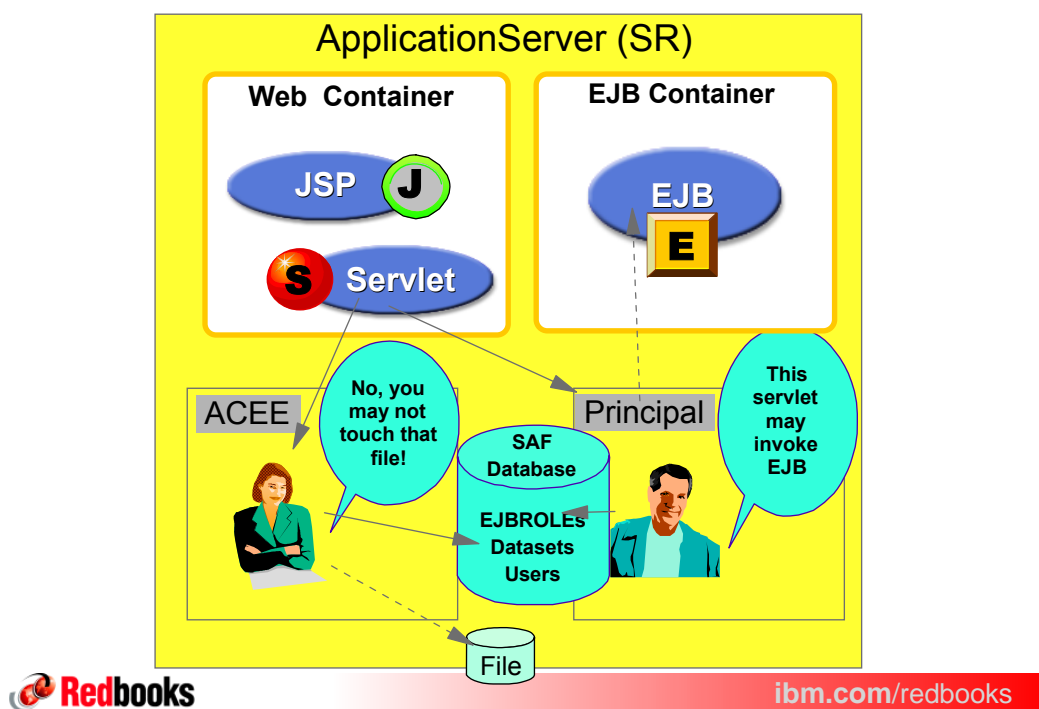 ApplicationServer (SR)
Web Container
EJB Container
JSP
J
EJB
E
S
Servlet
ACEE
No, you
may not
touch that
file!
SAF
Database
EJBROLEs
Datasets
Users
Principal
This
servlet
may
invoke
EJB
File
Redbooks
ibm.com/redbooks